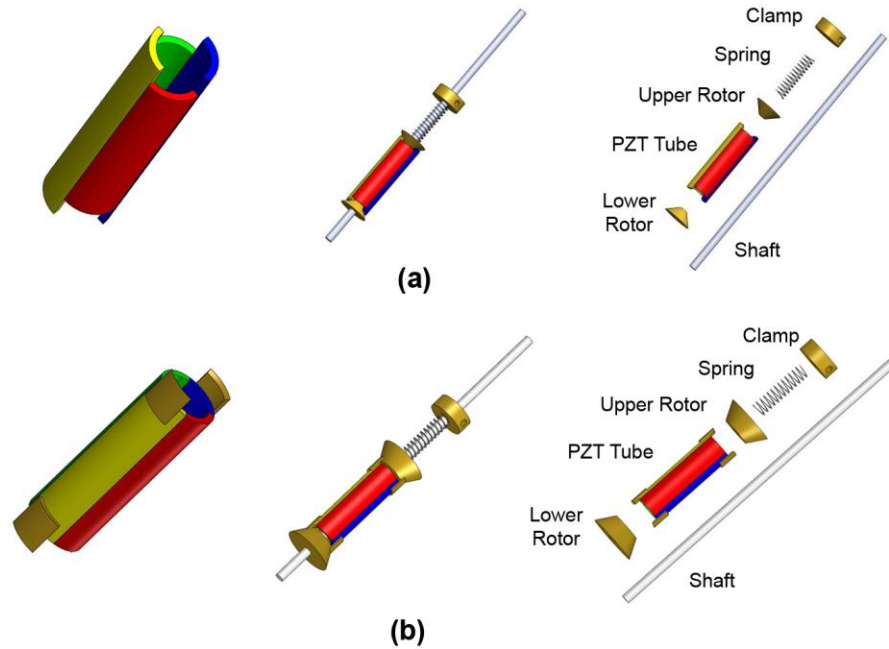 Clamp
Spring
Upper Rotor
PZT Tube
Lower
Rotor
Shaft
(a)
Clamp
Spring
Upper Rotor
PZT Tube
Lower
Rotor
Shaft
(b)